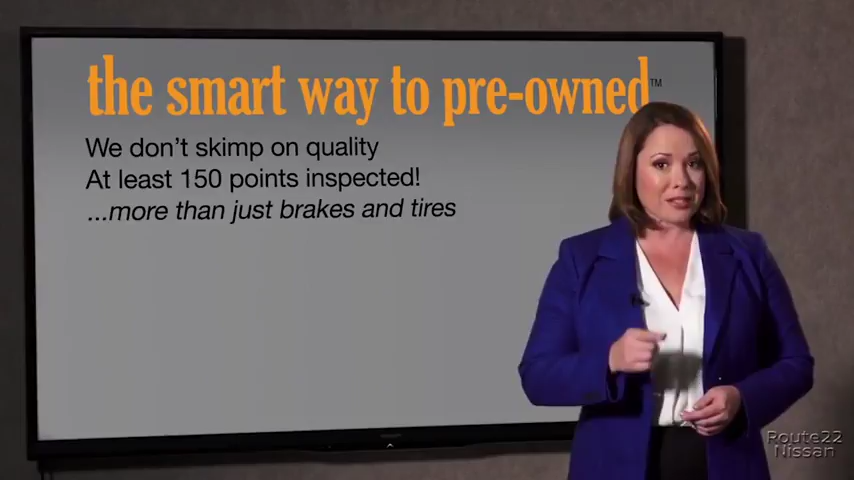 the smart way to pre-owned™
We don't skimp on quality
At least 150 points inspected!
...more than just brakes and tires
Route22
Nissan